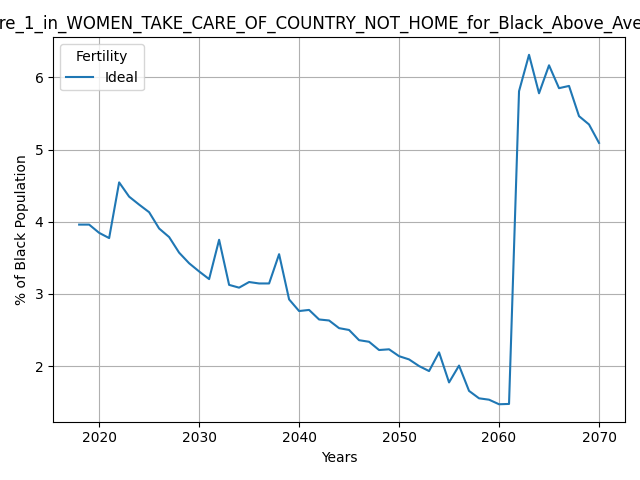 re_1_in_WOMEN_TAKE_CARE_OF_COUNTRY_NOT_HOME_for_Black_Above_Ave
Fertility
Ideal
% of Black Population
6
5
4
3
2
2020 2030 2040 2050 2060 2070
Years